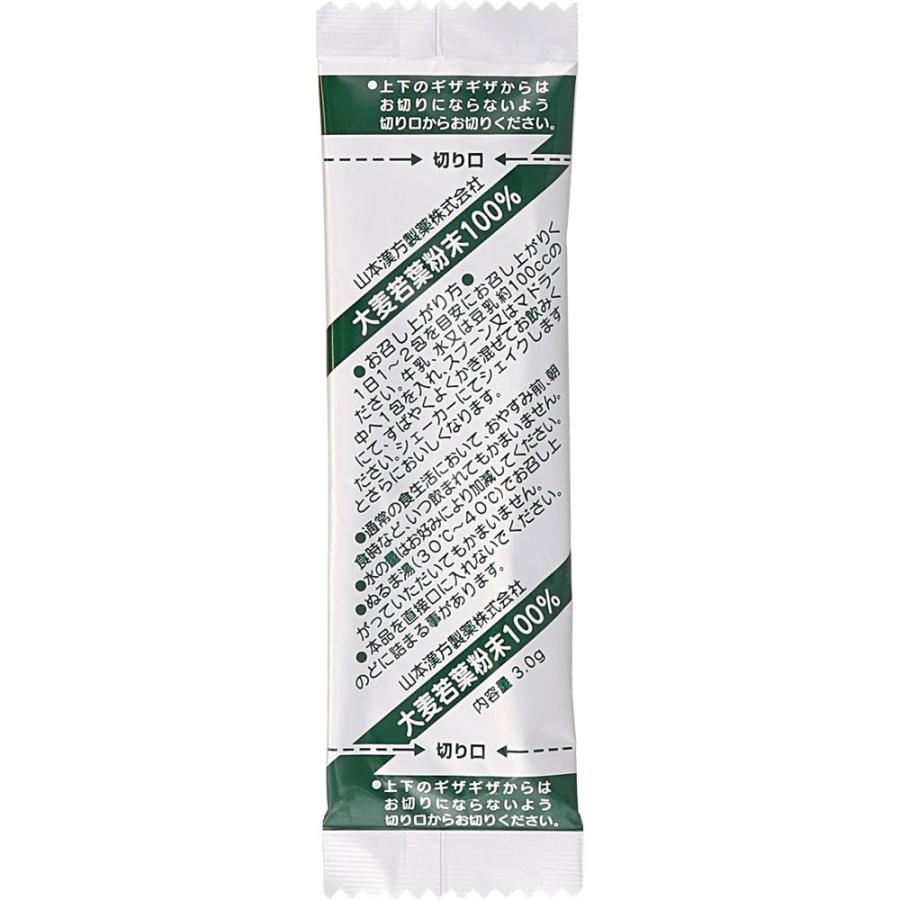 ●上下のギザギザからは
お切りにならないよう
切り口からお切りください。
切り口
山本漢方製薬株式会社
大麦若葉粉末100%
●お召し上がり方●
1日1〜2包を目安にお召し上がりく
ださい。牛乳、水又は豆乳約100ccの
中へ1包を入れ、スプーン又はマドラー
にて、すばやくよくかき混ぜてお飲みく
ださい。シェーカーにてシェイクします
とさらにおいしくなります。
●通常の食生活において、おやすみ前、朝
食時など、いつ飲まれてもかまいません。
●水の量はお好みにより加減してください。
●ぬるま湯(30℃〜40℃)でお召し上
がっていただいてもかまいません。
●本品を直接口に入れないでください。
のどに詰まる事があります。
山本漢方製薬株式会社
大麦若葉粉末100%
内容量 3.0g
切り口
●上下のギザギザからは
お切りにならないよう
切り口からお切りください。